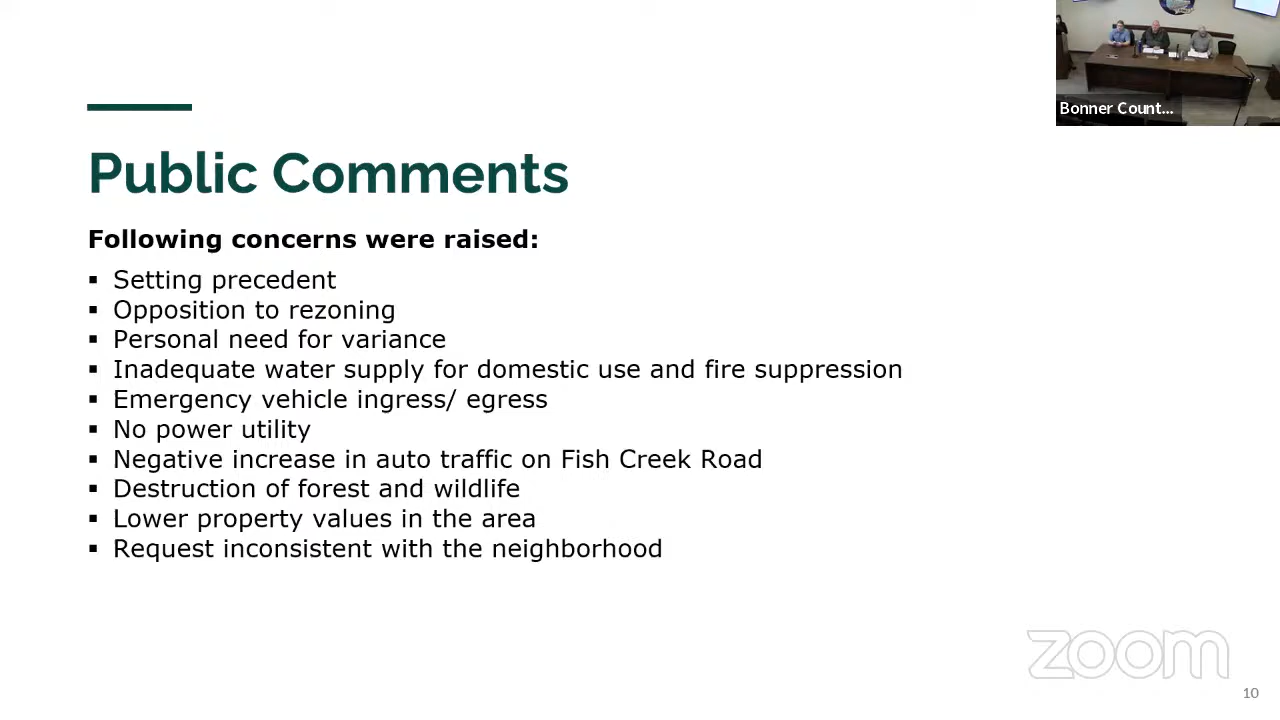 Bonner Count...
Public Comments
Following concerns were raised:
▪ Setting precedent
▪ Opposition to rezoning
▪ Personal need for variance
▪ Inadequate water supply for domestic use and fire suppression
▪ Emergency vehicle ingress/ egress
▪ No power utility
▪ Negative increase in auto traffic on Fish Creek Road
▪ Destruction of forest and wildlife
▪ Lower property values in the area
▪ Request inconsistent with the neighborhood
zoom
10